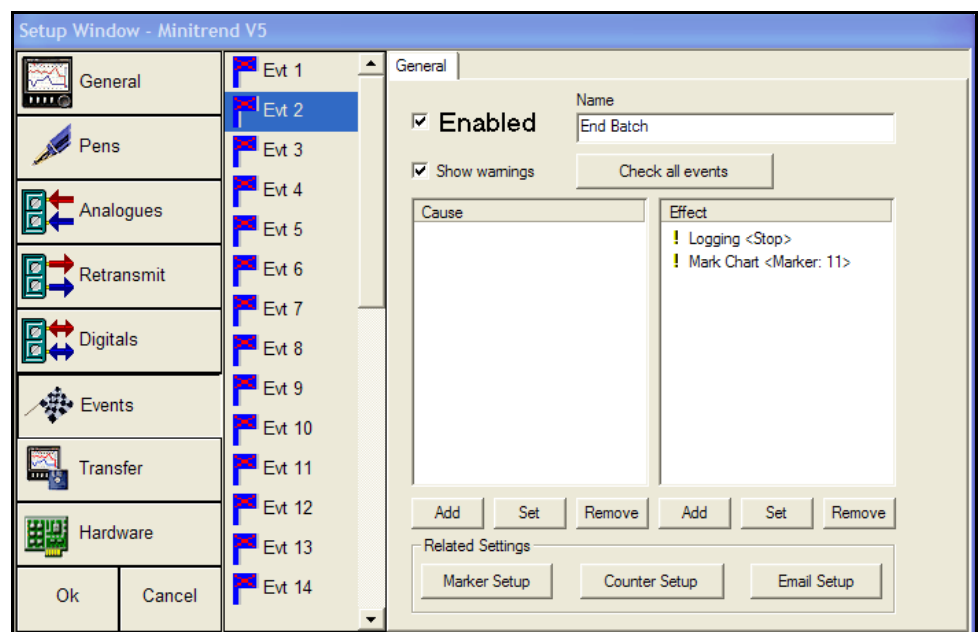 Setup Window - Minitrend V5
General
Pens
Analogues
Retransmit
Digitals
Events
Transfer
Hardware
Ok Cancel
Evt 1
Evt 2
Evt 3
Evt 4
Evt 5
Evt 6
Evt 7
Evt 8
Evt 9
Evt 10
Evt 11
Evt 12
Evt 13
Evt 14
General
Enabled
Name
End Batch
Show warnings
Check all events
Cause
Effect
! Logging <Stop>
! Mark Chart <Marker: 11>
Add Set Remove Add Set Remove
Related Settings
Marker Setup Counter Setup Email Setup